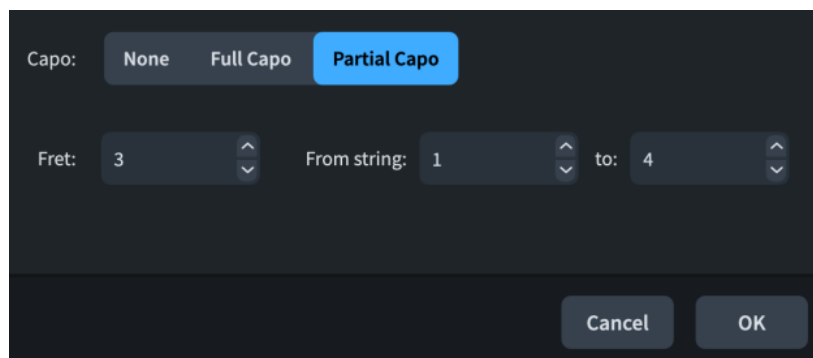 Capo: None Full Capo Partial Capo
Fret: 3 From string: 1 to: 4
Cancel OK